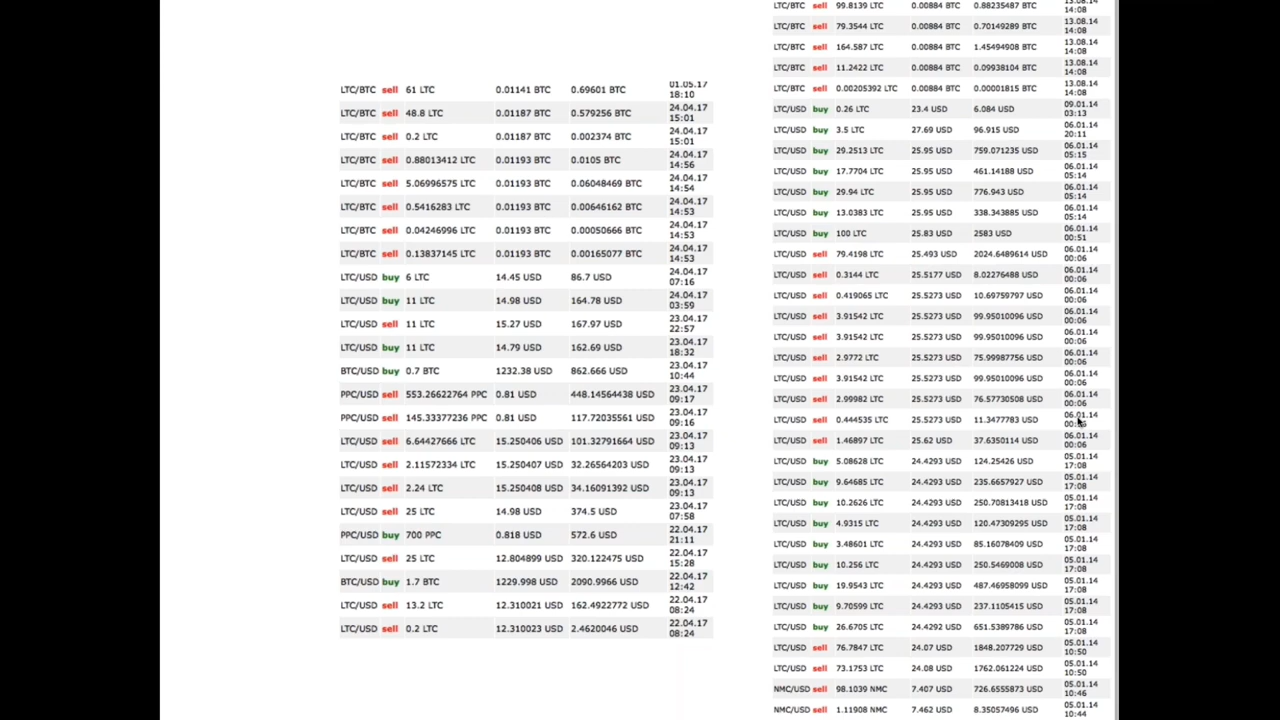 LTC/BTC sell 61 LTC 0.01141 BTC 0.69601 BTC 01.05.17 18:10
LTC/BTC sell 48.8 LTC 0.01187 BTC 0.579256 BTC 24.04.17 15:01
LTC/BTC sell 0.2 LTC 0.01187 BTC 0.002374 BTC 24.04.17 15:01
LTC/BTC sell 0.88013412 LTC 0.01193 BTC 0.0105 BTC 24.04.17 14:56
LTC/BTC sell 5.06996575 LTC 0.01193 BTC 0.06048469 BTC 24.04.17 14:54
LTC/BTC sell 0.5416283 LTC 0.01193 BTC 0.00646162 BTC 24.04.17 14:53
LTC/BTC sell 0.04246996 LTC 0.01193 BTC 0.00050666 BTC 24.04.17 14:53
LTC/BTC sell 0.13837145 LTC 0.01193 BTC 0.00165077 BTC 24.04.17 14:53
LTC/USD buy 6 LTC 14.45 USD 86.7 USD 24.04.17 07:16
LTC/USD buy 11 LTC 14.98 USD 164.78 USD 24.04.17 03:59
LTC/USD sell 11 LTC 15.27 USD 167.97 USD 23.04.17 22:57
LTC/USD buy 11 LTC 14.79 USD 162.69 USD 23.04.17 18:32
BTC/USD buy 0.7 BTC 1232.38 USD 862.666 USD 23.04.17 10:44
PPC/USD sell 553.26622764 PPC 0.81 USD 448.14564438 USD 23.04.17 09:17
PPC/USD sell 145.33377236 PPC 0.81 USD 117.72035561 USD 23.04.17 09:16
LTC/USD sell 6.64427666 LTC 15.250406 USD 101.32791664 USD 23.04.17 09:13
LTC/USD sell 2.11572334 LTC 15.250407 USD 32.26564203 USD 23.04.17 09:13
LTC/USD sell 2.24 LTC 15.250408 USD 34.16091392 USD 23.04.17 09:13
LTC/USD sell 25 LTC 14.98 USD 374.5 USD 23.04.17 07:58
PPC/USD buy 700 PPC 0.818 USD 572.6 USD 22.04.17 21:11
LTC/USD sell 25 LTC 12.804899 USD 320.122475 USD 22.04.17 15:28
BTC/USD buy 1.7 BTC 1229.998 USD 2090.9966 USD 22.04.17 12:42
LTC/USD sell 13.2 LTC 12.310021 USD 162.4922772 USD 22.04.17 08:24
LTC/USD sell 0.2 LTC 12.310023 USD 2.4620046 USD 22.04.17 08:24
LTC/BTC sell 99.8139 LTC 0.00884 BTC 0.88235487 BTC 13.08.14 14:08
LTC/BTC sell 79.3544 LTC 0.00884 BTC 0.70149289 BTC 13.08.14 14:08
LTC/BTC sell 164.587 LTC 0.00884 BTC 1.45494908 BTC 13.08.14 14:08
LTC/BTC sell 11.2422 LTC 0.00884 BTC 0.09938104 BTC 13.08.14 14:08
LTC/BTC sell 0.00205392 LTC 0.00884 BTC 0.00001815 BTC 13.08.14 14:08
LTC/USD buy 0.26 LTC 23.4 USD 6.084 USD 09.01.14 03:13
LTC/USD buy 3.5 LTC 27.69 USD 96.915 USD 06.01.14 20:11
LTC/USD buy 29.2513 LTC 25.95 USD 759.071235 USD 06.01.14 05:15
LTC/USD buy 17.7704 LTC 25.95 USD 461.14188 USD 06.01.14 05:14
LTC/USD buy 29.94 LTC 25.95 USD 776.943 USD 06.01.14 05:14
LTC/USD buy 13.0383 LTC 25.95 USD 338.343885 USD 06.01.14 05:14
LTC/USD buy 100 LTC 25.83 USD 2583 USD 06.01.14 00:51
LTC/USD sell 79.4198 LTC 25.493 USD 2024.6489614 USD 06.01.14 00:06
LTC/USD sell 0.3144 LTC 25.5177 USD 8.02276488 USD 06.01.14 00:06
LTC/USD sell 0.419065 LTC 25.5273 USD 10.69759797 USD 06.01.14 00:06
LTC/USD sell 3.91542 LTC 25.5273 USD 99.95010096 USD 06.01.14 00:06
LTC/USD sell 3.91542 LTC 25.5273 USD 99.95010096 USD 06.01.14 00:06
LTC/USD sell 2.9772 LTC 25.5273 USD 75.99987756 USD 06.01.14 00:06
LTC/USD sell 3.91542 LTC 25.5273 USD 99.95010096 USD 06.01.14 00:06
LTC/USD sell 2.99982 LTC 25.5273 USD 76.57730508 USD 06.01.14 00:06
LTC/USD sell 0.444535 LTC 25.5273 USD 11.3477783 USD 06.01.14
LTC/USD sell 1.46897 LTC 25.62 USD 37.6350114 USD 06.01.14 00:06
LTC/USD buy 5.08628 LTC 24.4293 USD 124.25426 USD 05.01.14 17:08
LTC/USD buy 9.64685 LTC 24.4293 USD 235.6657927 USD 05.01.14 17:08
LTC/USD buy 10.2626 LTC 24.4293 USD 250.70813418 USD 05.01.14 17:08
LTC/USD buy 4.9315 LTC 24.4293 USD 120.47309295 USD 05.01.14 17:08
LTC/USD buy 3.48601 LTC 24.4293 USD 85.16078409 USD 05.01.14 17:08
LTC/USD buy 10.256 LTC 24.4293 USD 250.5469008 USD 05.01.14 17:08
LTC/USD buy 19.9543 LTC 24.4293 USD 487.46958099 USD 05.01.14 17:08
LTC/USD buy 9.70599 LTC 24.4293 USD 237.1105415 USD 05.01.14 17:08
LTC/USD buy 26.6705 LTC 24.4292 USD 651.5389786 USD 05.01.14 17:08
LTC/USD sell 76.7847 LTC 24.07 USD 1848.207729 USD 05.01.14 10:50
LTC/USD sell 73.1753 LTC 24.08 USD 1762.061224 USD 05.01.14 10:50
NMC/USD sell 98.1039 NMC 7.407 USD 726.6555873 USD 05.01.14 10:46
NMC/USD sell 1.11908 NMC 7.462 USD 8.35057496 USD 05.01.14 10:44